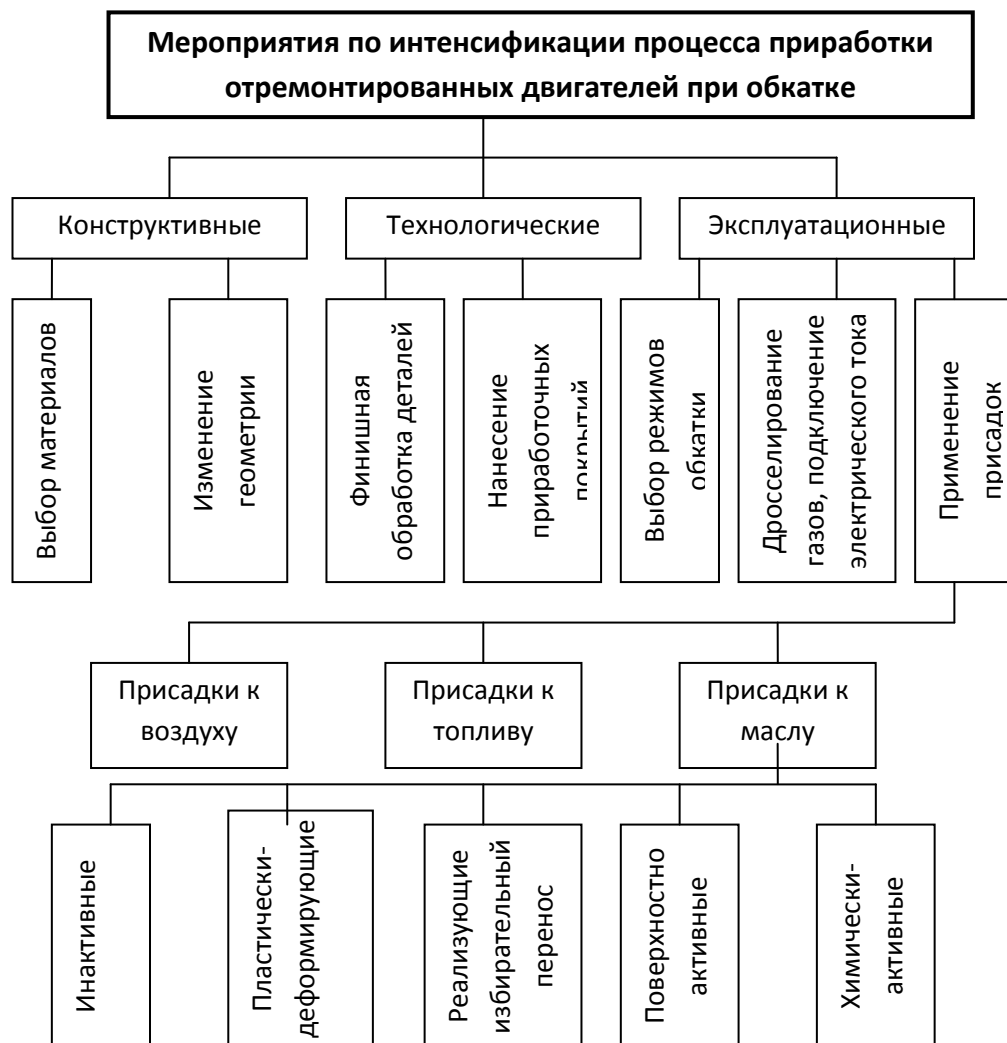 Мероприятия по интенсификации процесса приработки
отремонтированных двигателей при обкатке
Конструктивные
Технологические
Эксплуатационные
Выбор материалов
Изменение
геометрии
Финишная
обработка деталей
Нанесение
приработочных
покрытий
Выбор режимов
обкатки
Дросселирование
газов, подключение
электрического тока
Применение
присадок
Присадки к
воздуху
Присадки к
топливу
Присадки к
маслу
Инактивные
Пластически-
деформирующие
Реализующие
избирательный
перенос
Поверхностно
активные
Химически-
активные